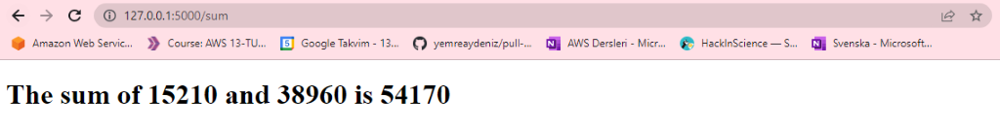 127.0.0.1:5000/sum
Amazon Web Servic... Course: AWS 13-TU... 5 Google Takvim - 13... yemreaydeniz/pull-... N AWS Dersleri - Micr... HackInScience — S... N Svenska - Microsoft...
The sum of 15210 and 38960 is 54170